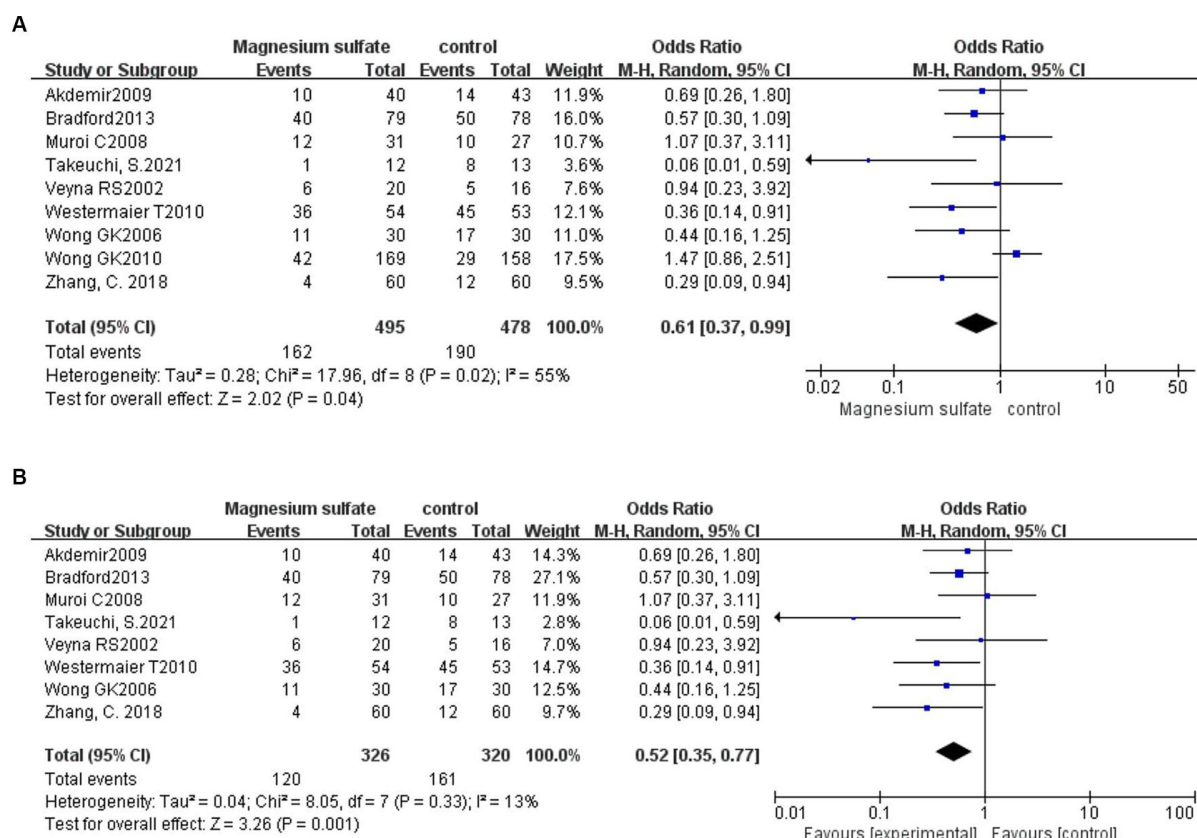 A
Magnesium sulfate control Odds Ratio Odds Ratio
Study or Subgroup Events Total Events Total Weight M-H, Random, 95% CI M-H, Random, 95% CI
Akdemir2009 10 40 14 43 11.9% 0.69 [0.26, 1.80]
Bradford2013 40 79 50 78 16.0% 0.57 [0.30, 1.09]
Muroi C2008 12 31 10 27 10.7% 1.07 [0.37, 3.11]
Takeuchi, S.2021 1 12 8 13 3.6% 0.06 [0.01, 0.59]
Veyna RS2002 6 20 5 16 7.6% 0.94 [0.23, 3.92]
Westermaier T2010 36 54 45 53 12.1% 0.36 [0.14, 0.91]
Wong GK2006 11 30 17 30 11.0% 0.44 [0.16, 1.25]
Wong GK2010 42 169 29 158 17.5% 1.47 [0.86, 2.51]
Zhang, C. 2018 4 60 12 60 9.5% 0.29 [0.09, 0.94]
Total (95% CI) 495 478 100.0% 0.61 [0.37, 0.99]
Total events 162 190
Heterogeneity: Tau² = 0.28; Chi² = 17.96, df = 8 (P = 0.02); I² = 55%
Test for overall effect: Z = 2.02 (P = 0.04)
0.02 0.1 1 10 50
Magnesium sulfate control
B
Magnesium sulfate control Odds Ratio Odds Ratio
Study or Subgroup Events Total Events Total Weight M-H, Random, 95% CI M-H, Random, 95% CI
Akdemir2009 10 40 14 43 14.3% 0.69 [0.26, 1.80]
Bradford2013 40 79 50 78 27.1% 0.57 [0.30, 1.09]
Muroi C2008 12 31 10 27 11.9% 1.07 [0.37, 3.11]
Takeuchi, S.2021 1 12 8 13 2.8% 0.06 [0.01, 0.59]
Veyna RS2002 6 20 5 16 7.0% 0.94 [0.23, 3.92]
Westermaier T2010 36 54 45 53 14.7% 0.36 [0.14, 0.91]
Wong GK2006 11 30 17 30 12.5% 0.44 [0.16, 1.25]
Zhang, C. 2018 4 60 12 60 9.7% 0.29 [0.09, 0.94]
Total (95% CI) 326 320 100.0% 0.52 [0.35, 0.77]
Total events 120 161
Heterogeneity: Tau² = 0.04; Chi² = 8.05, df = 7 (P = 0.33); I² = 13%
Test for overall effect: Z = 3.26 (P = 0.001)
0.01 0.1 1 10 100
Favours [experimental] Favours [control]